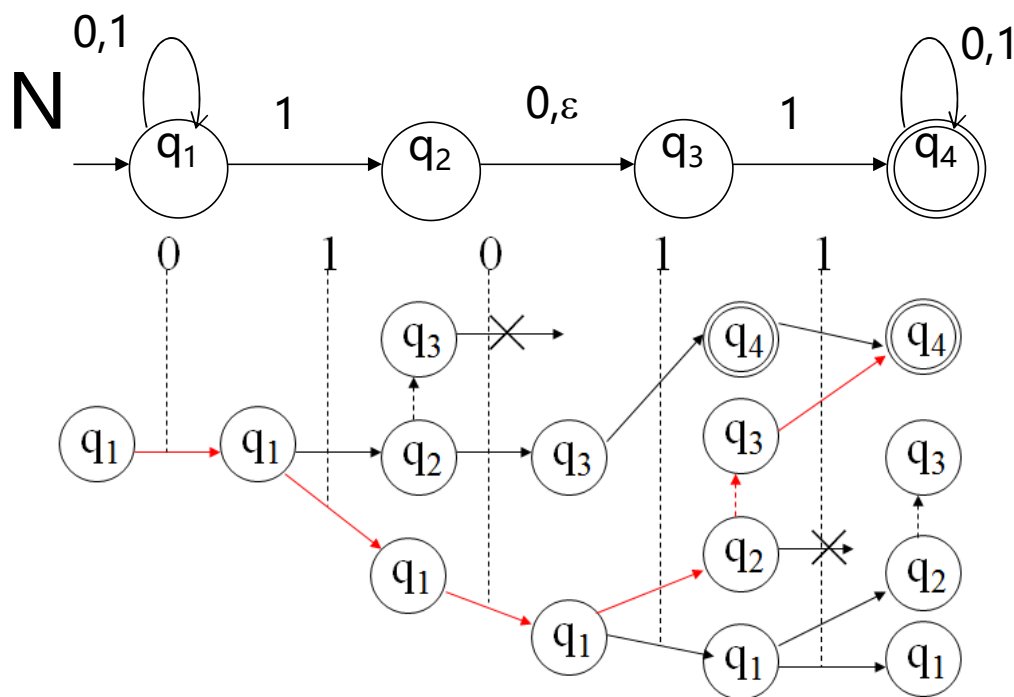 0,1 0,1
N 1 0,ε 1
q₁ q₂ q₃ q₄
0 1 0 1 1
q₃ q₄ q₄
q₁ q₁ q₂ q₃ q₃ q₃
q₁ q₂ q₂
q₁ q₁ q₁